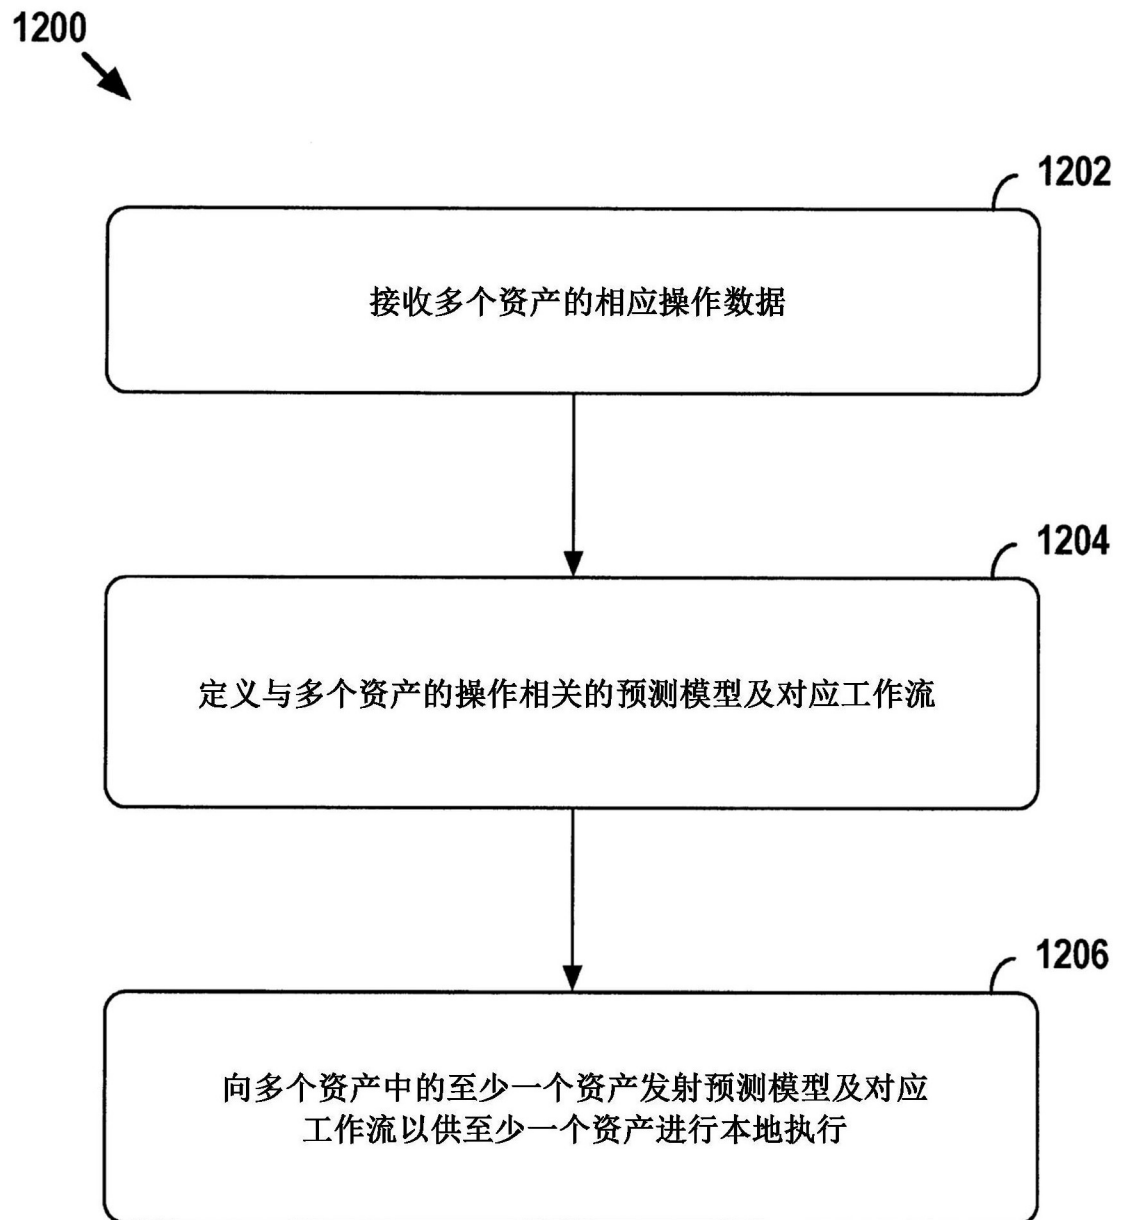 1200
1202
接收多个资产的相应操作数据
1204
定义与多个资产的操作相关的预测模型及对应工作流
1206
向多个资产中的至少一个资产发射预测模型及对应
工作流以供至少一个资产进行本地执行